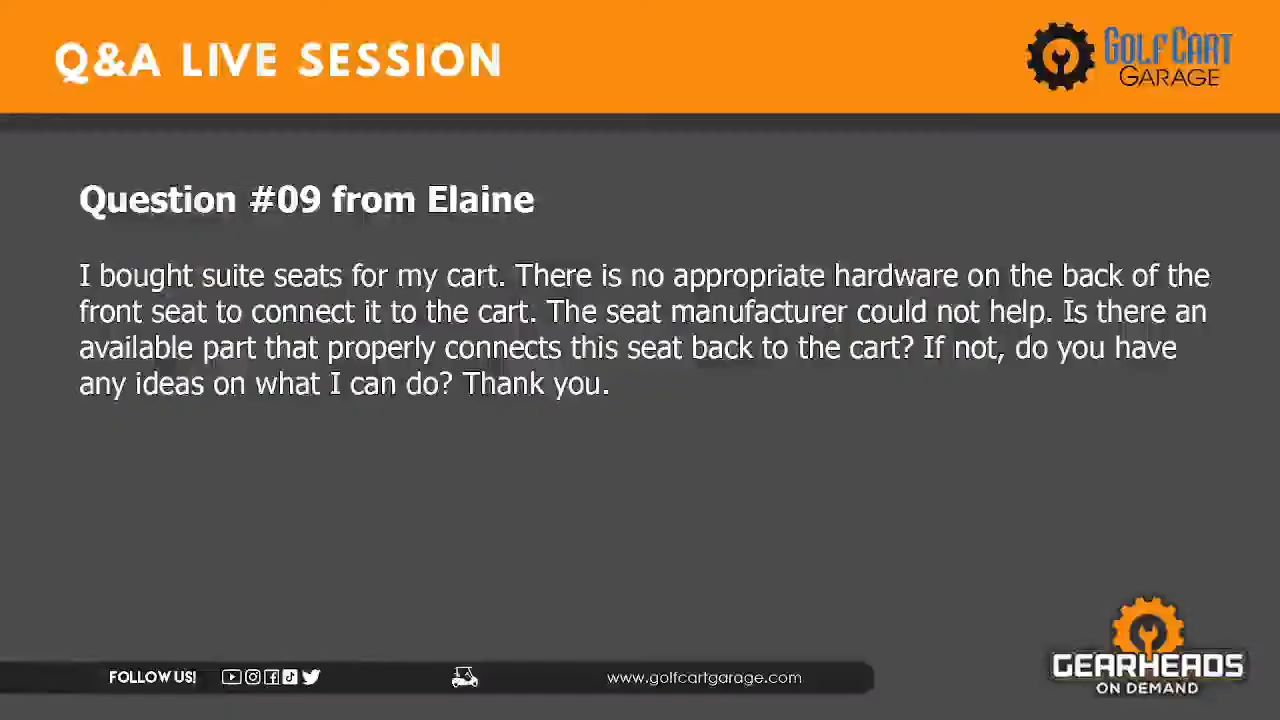 Q&A LIVE SESSION
GOLF CART
GARAGE
Question #09 from Elaine
I bought suite seats for my cart. There is no appropriate hardware on the back of the
front seat to connect it to the cart. The seat manufacturer could not help. Is there an
available part that properly connects this seat back to the cart? If not, do you have
any ideas on what I can do? Thank you.
FOLLOW US!
www.golfcartgarage.com
GEARHEADS
ON DEMAND